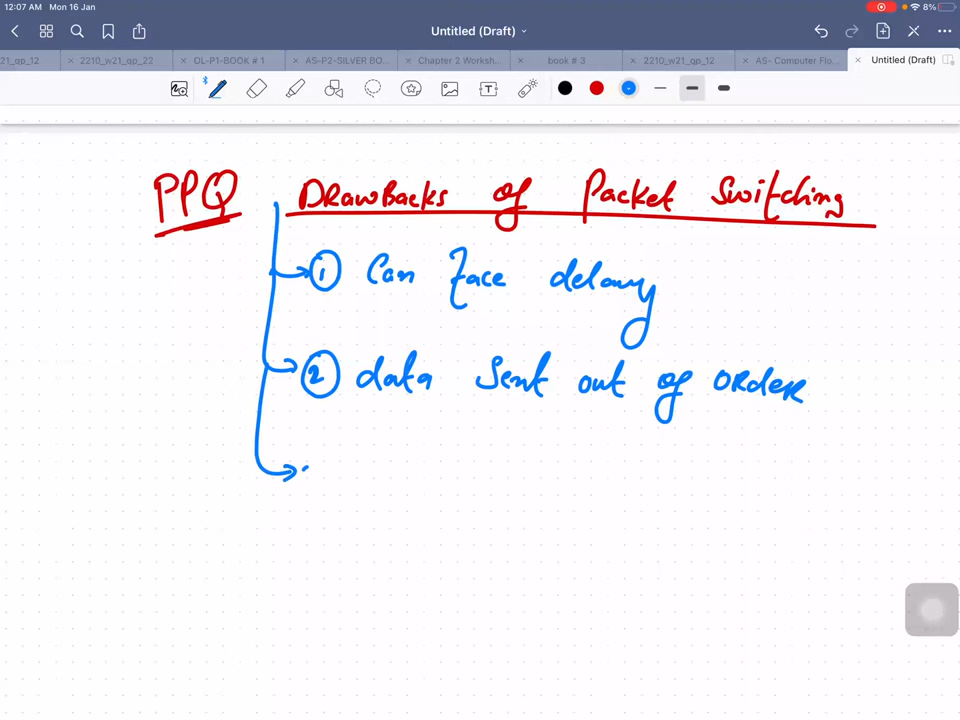 12:07 AM Mon 16 Jan
8%
Untitled (Draft)
21_qp_12
2210_w21_qp_22
OL-P1-BOOK # 1
AS-P2-SILVER BO...
Chapter 2 Worksh...
book # 3
2210_w21_qp_12
AS- Computer Flo...
Untitled (Draft)
T
PPQ DrawBacks of Packet Switching
1 Can face delay
2 data sent out of ORder